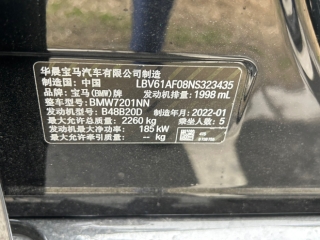 华晨宝马汽车有限公司制造
制造国：中国 LBV61AF08NS323435
品牌：宝马(BMW)牌 发动机排量：1998 mL
整车型号：BMW7201NN
发动机型号：B48B20D 制造年月：2022-01
最大允许总质量：2260 kg 乘坐人数：5
发动机最大净功率：185 kW
最大允许牵引质量：-- kg